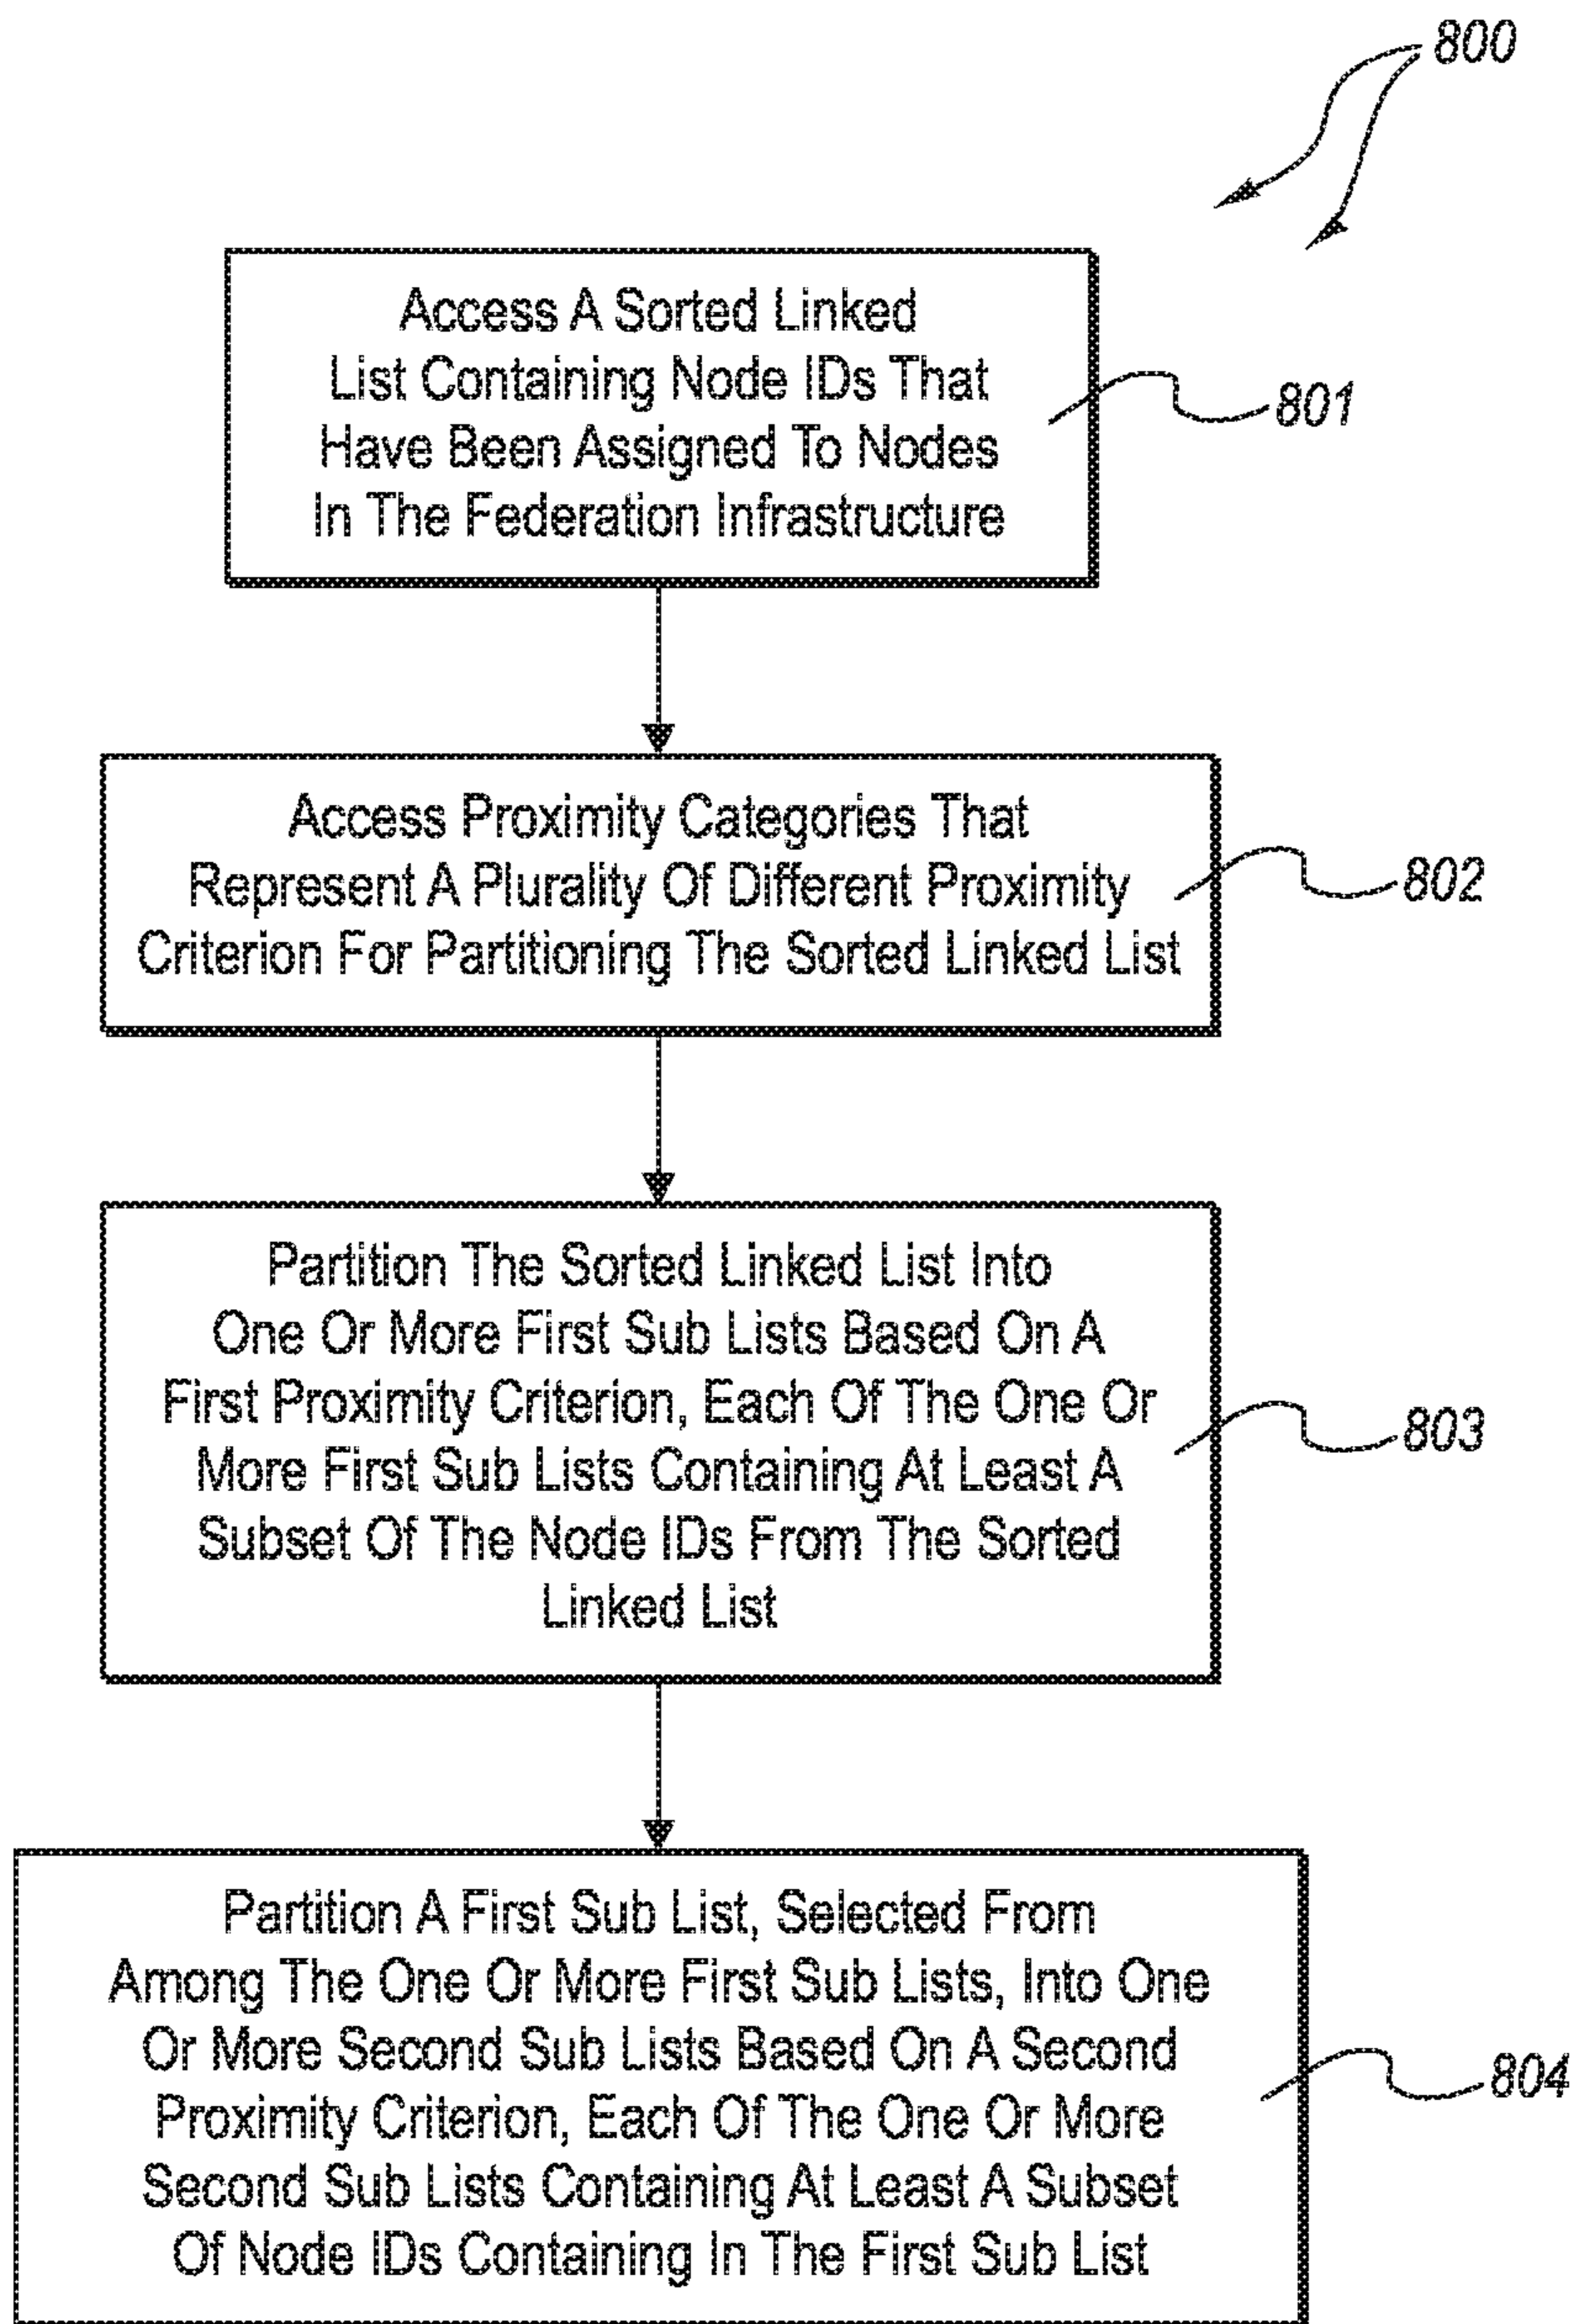 800
Access A Sorted Linked
List Containing Node IDs That
Have Been Assigned To Nodes
In The Federation Infrastructure
801
Access Proximity Categories That
Represent A Plurality Of Different Proximity
Criterion For Partitioning The Sorted Linked List
802
Partition The Sorted Linked List Into
One Or More First Sub Lists Based On A
First Proximity Criterion, Each Of The One Or
More First Sub Lists Containing At Least A
Subset Of The Node IDs From The Sorted
Linked List
803
Partition A First Sub List, Selected From
Among The One Or More First Sub Lists, Into One
Or More Second Sub Lists Based On A Second
Proximity Criterion, Each Of The One Or More
Second Sub Lists Containing At Least A Subset
Of Node IDs Containing In The First Sub List
804